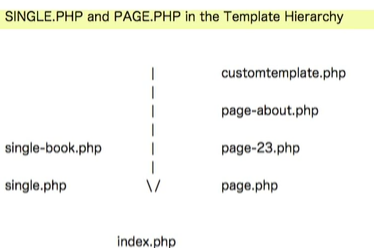 SINGLE.PHP and PAGE.PHP in the Template Hierarchy
| customtemplate.php
|
| page-about.php
|
single-book.php | page-23.php
|
single.php \/ page.php
index.php